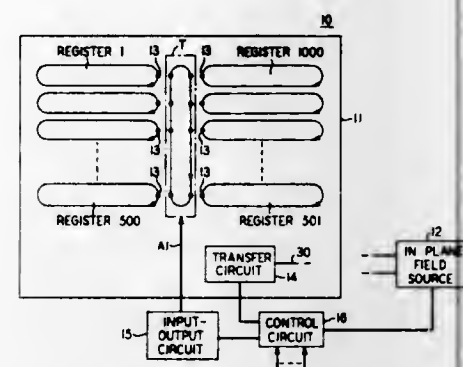 10
REGISTER 1
13
T
13
REGISTER 1000
13
13
11
13
13
REGISTER 500
REGISTER 501
A1
TRANSFER CIRCUIT
30
14
12
IN PLANE FIELD SOURCE
INPUT-OUTPUT CIRCUIT
15
CONTROL CIRCUIT
16